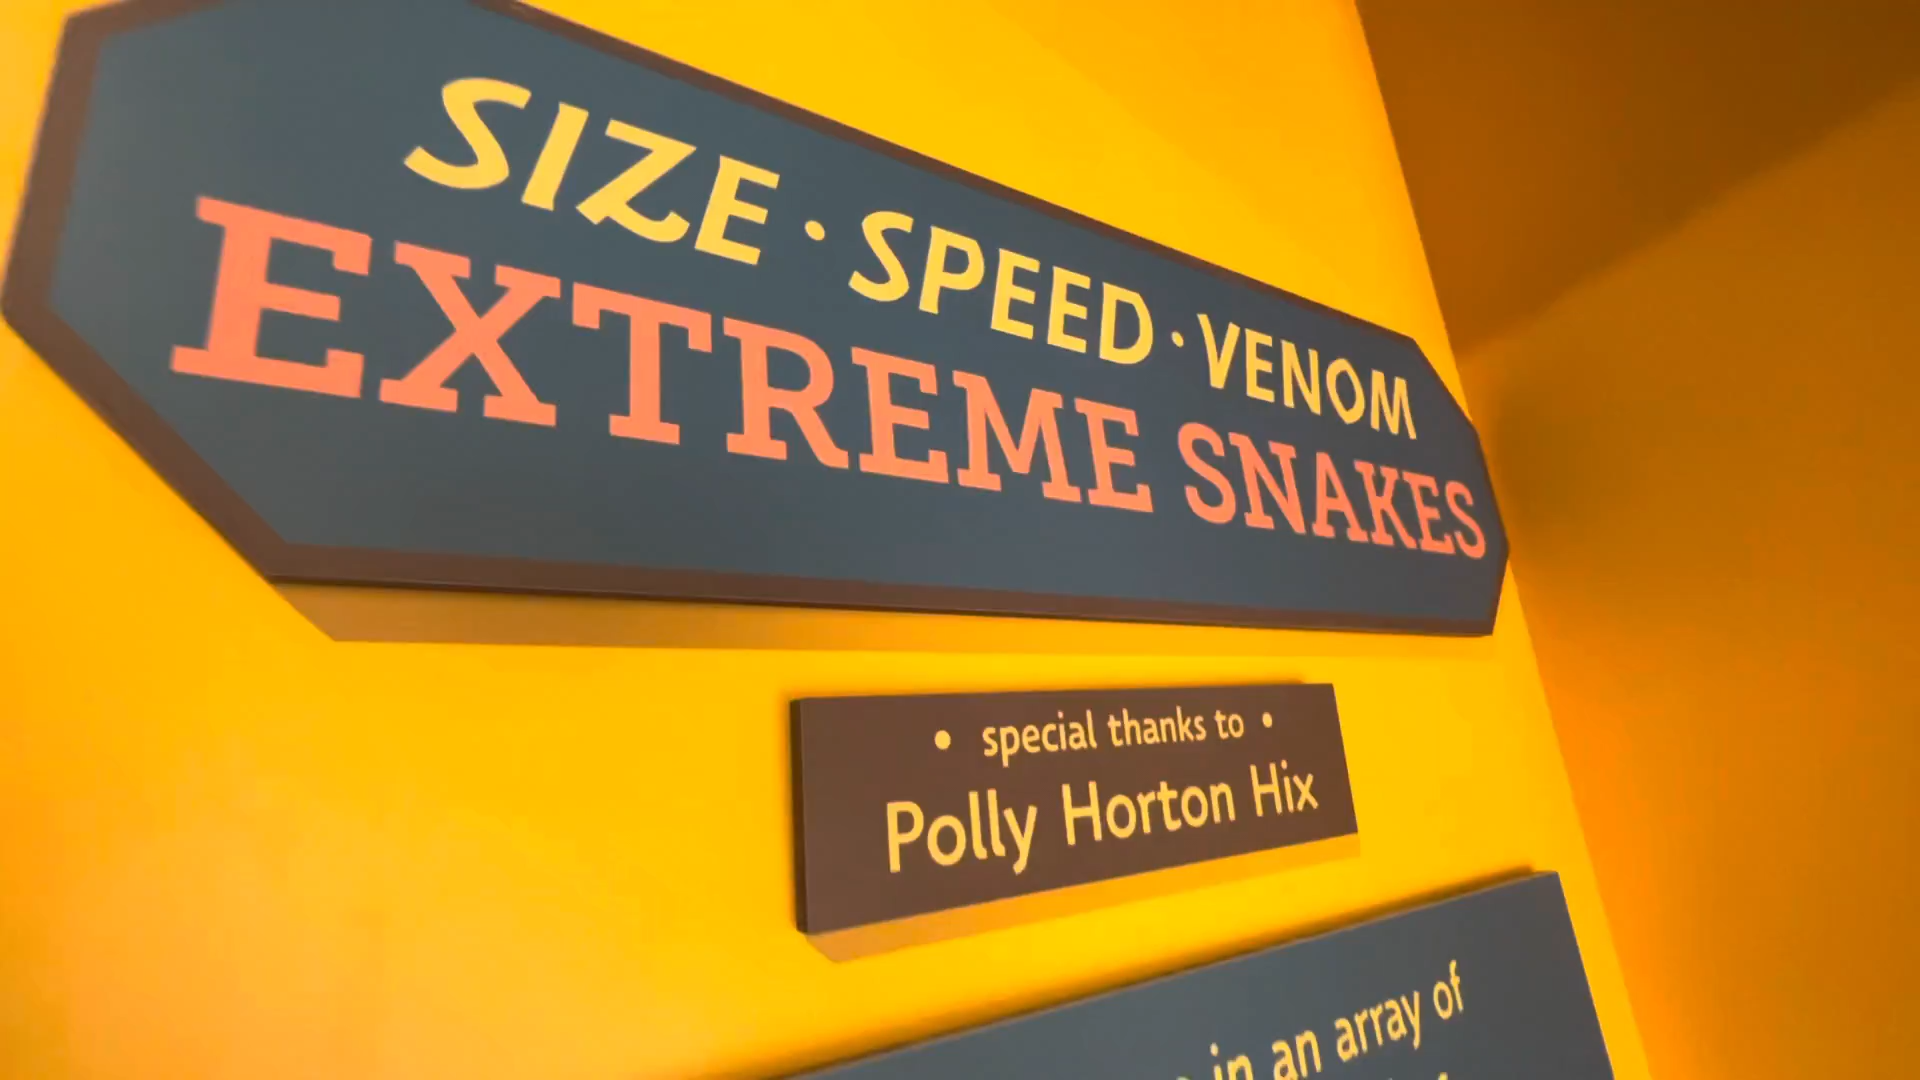 SIZE · SPEED · VENOM
EXTREME SNAKES
• special thanks to •
Polly Horton Hix
in an array of